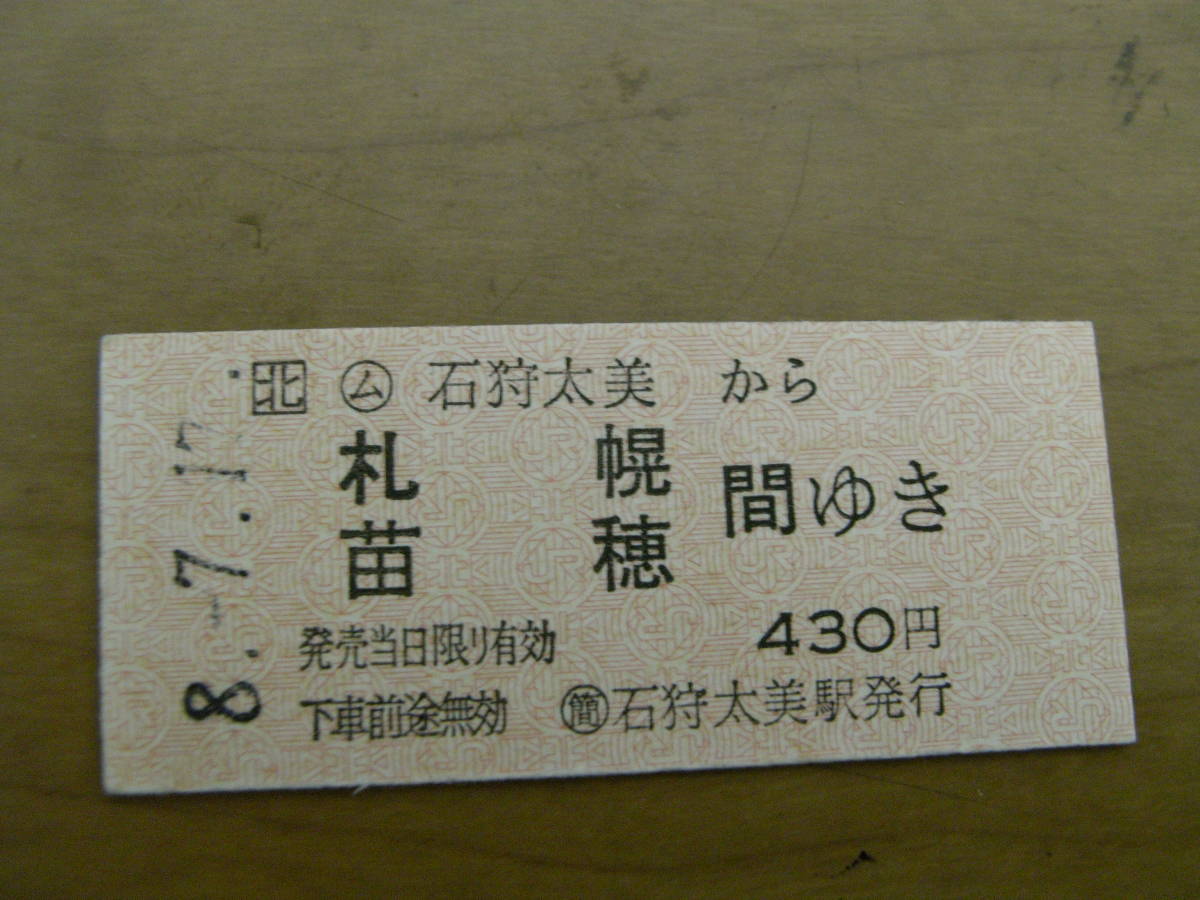 8.-7.17.
北 ム 石狩太美 から
札幌
苗穂
間ゆき
発売当日限り有効 430円
下車前途無効 簡 石狩太美駅発行